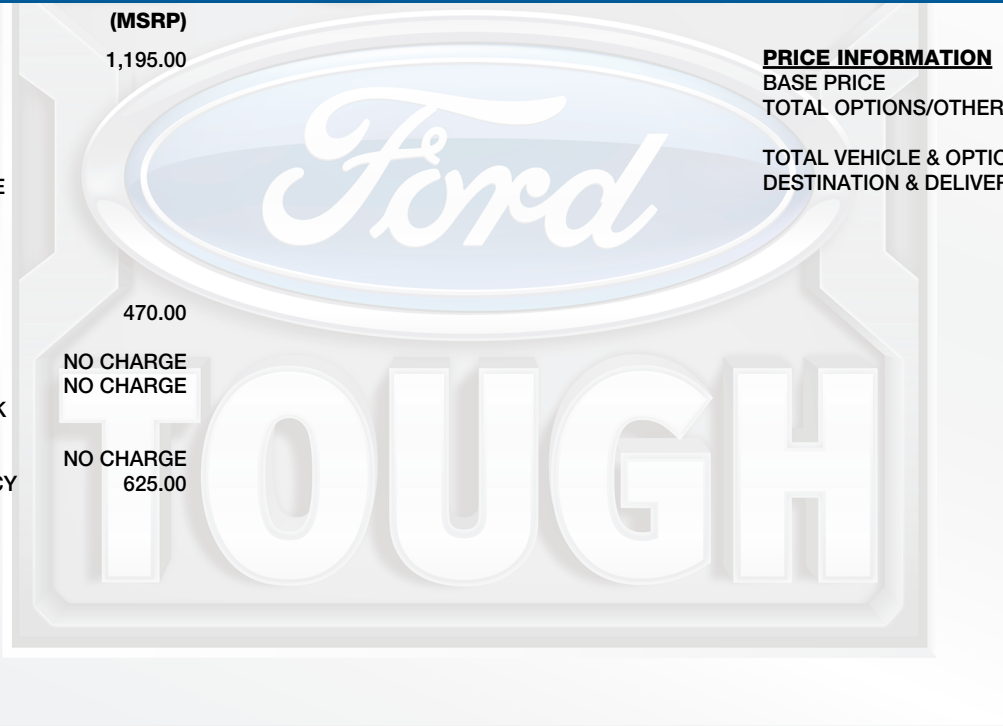 (MSRP)
1,195.00
E
470.00
NO CHARGE
NO CHARGE
K
NO CHARGE
CY 625.00
PRICE INFORMATION
BASE PRICE
TOTAL OPTIONS/OTHER
TOTAL VEHICLE & OPTIO
DESTINATION & DELIVER
Ford
TOUGH